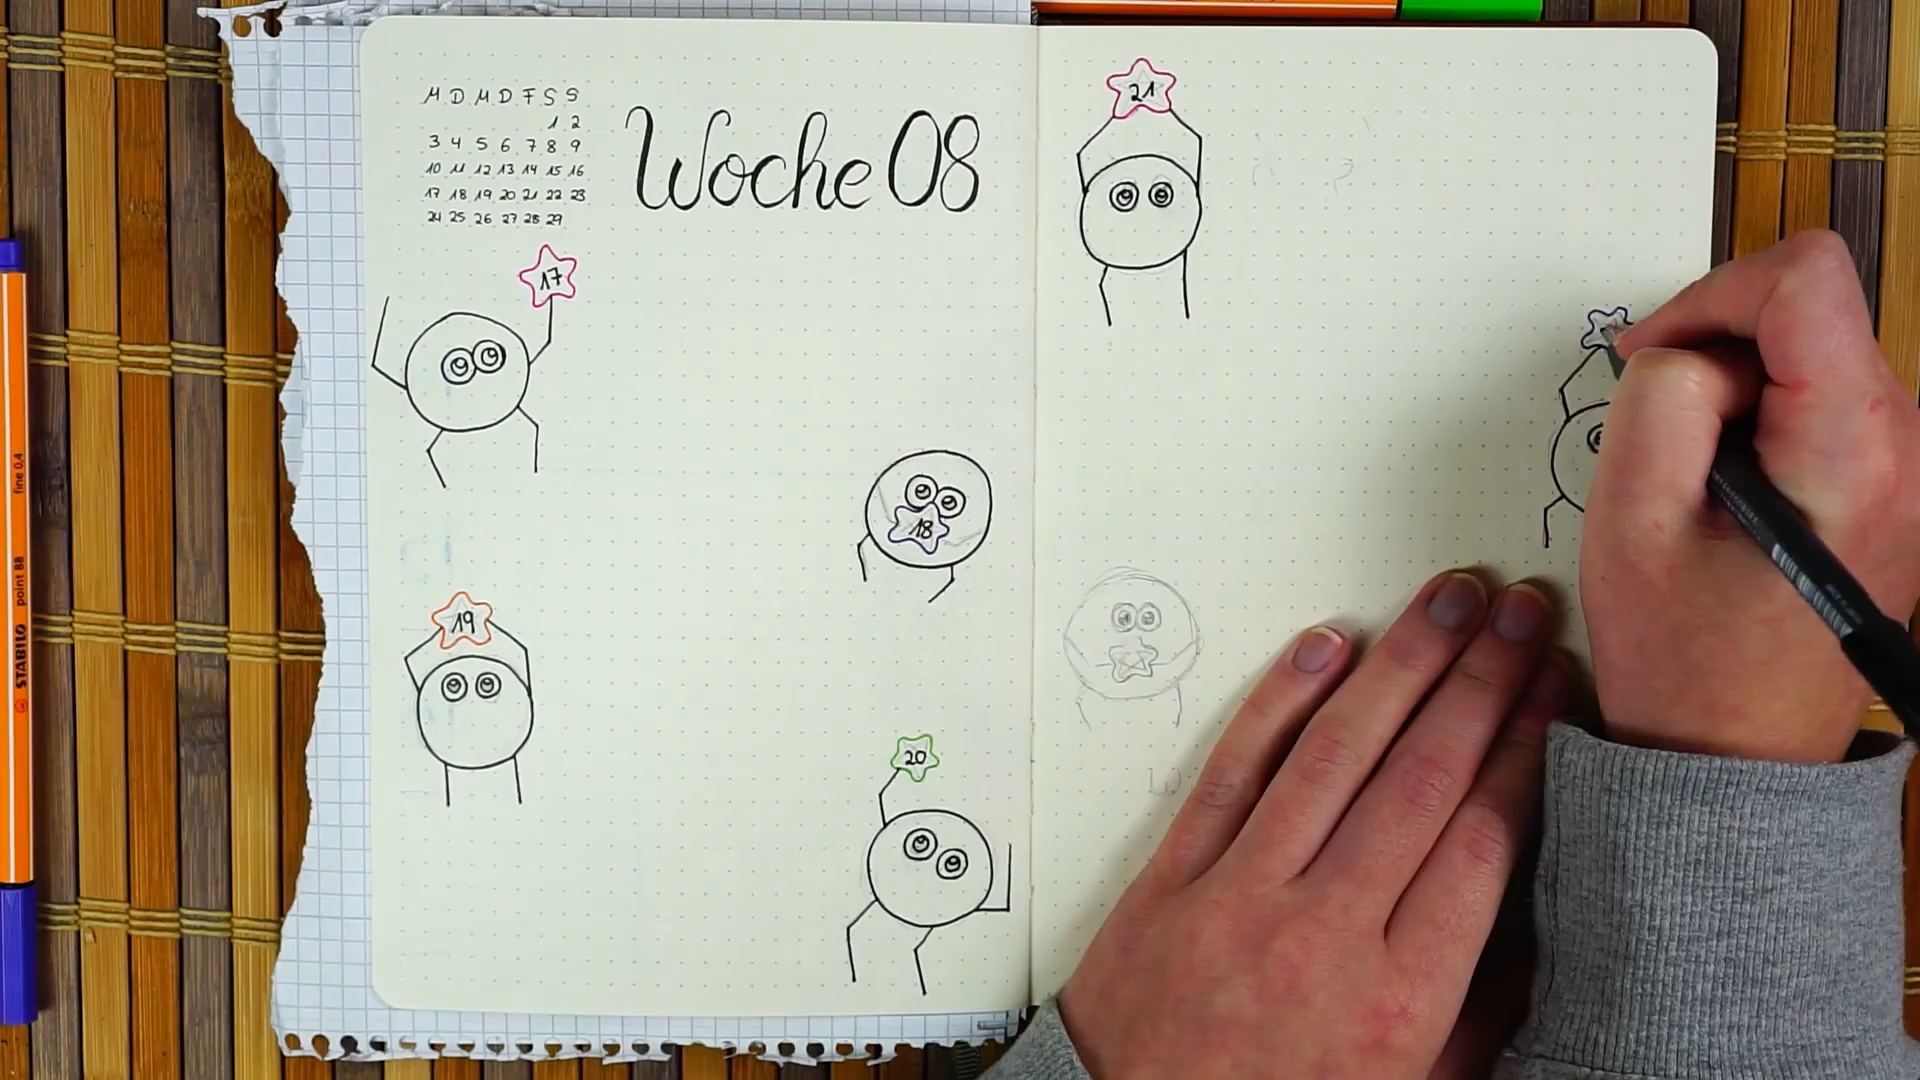 M D M D F S S
1 2
3 4 5 6 7 8 9
10 11 12 13 14 15 16
17 18 19 20 21 22 23
24 25 26 27 28 29
Woche 08
17
18
19
20
21
STABILO point 88 fine 0,4